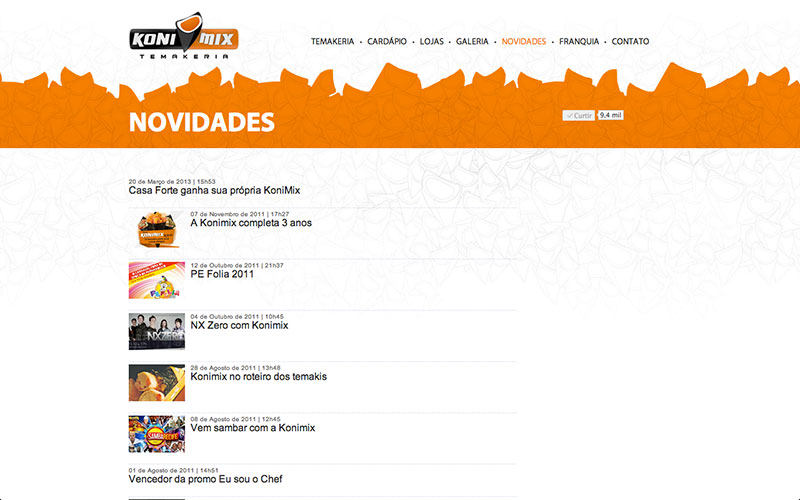 KONI MIX
TEMAKERIA
TEMAKERIA • CARDÁPIO • LOJAS • GALERIA • NOVIDADES • FRANQUIA • CONTATO
NOVIDADES
Curtir 9,4 mil
20 de Março de 2013 | 15h53
Casa Forte ganha sua própria KoniMix
07 de Novembro de 2011 | 17h27
A Konimix completa 3 anos
KONIMIX
12 de Outubro de 2011 | 21h37
PE Folia 2011
04 de Outubro de 2011 | 10h45
NX Zero com Konimix
NXZERO
28 de Agosto de 2011 | 13h48
Konimix no roteiro dos temakis
08 de Agosto de 2011 | 12h45
Vem sambar com a Konimix
SAMBA RECIFE
01 de Agosto de 2011 | 14h51
Vencedor da promo Eu sou o Chef